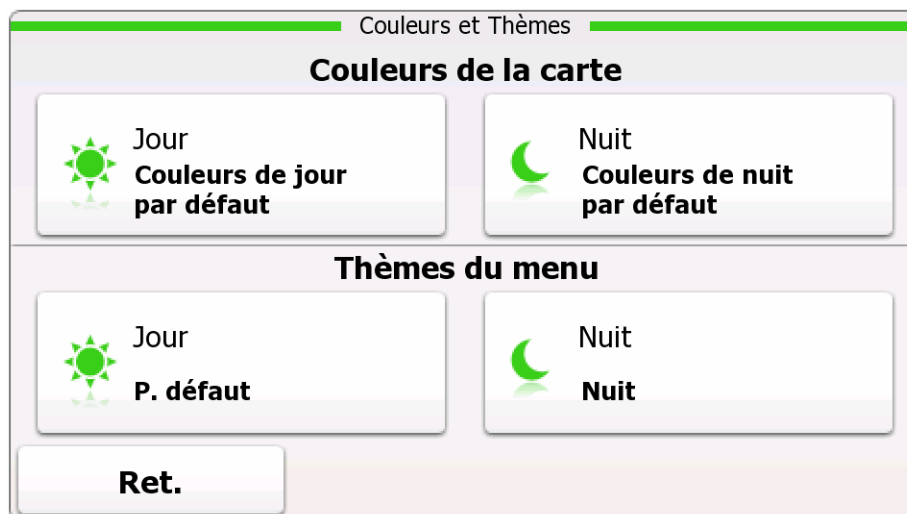 Couleurs et Thèmes
Couleurs de la carte
Jour
Couleurs de jour
par défaut
Nuit
Couleurs de nuit
par défaut
Thèmes du menu
Jour
P. défaut
Nuit
Nuit
Ret.